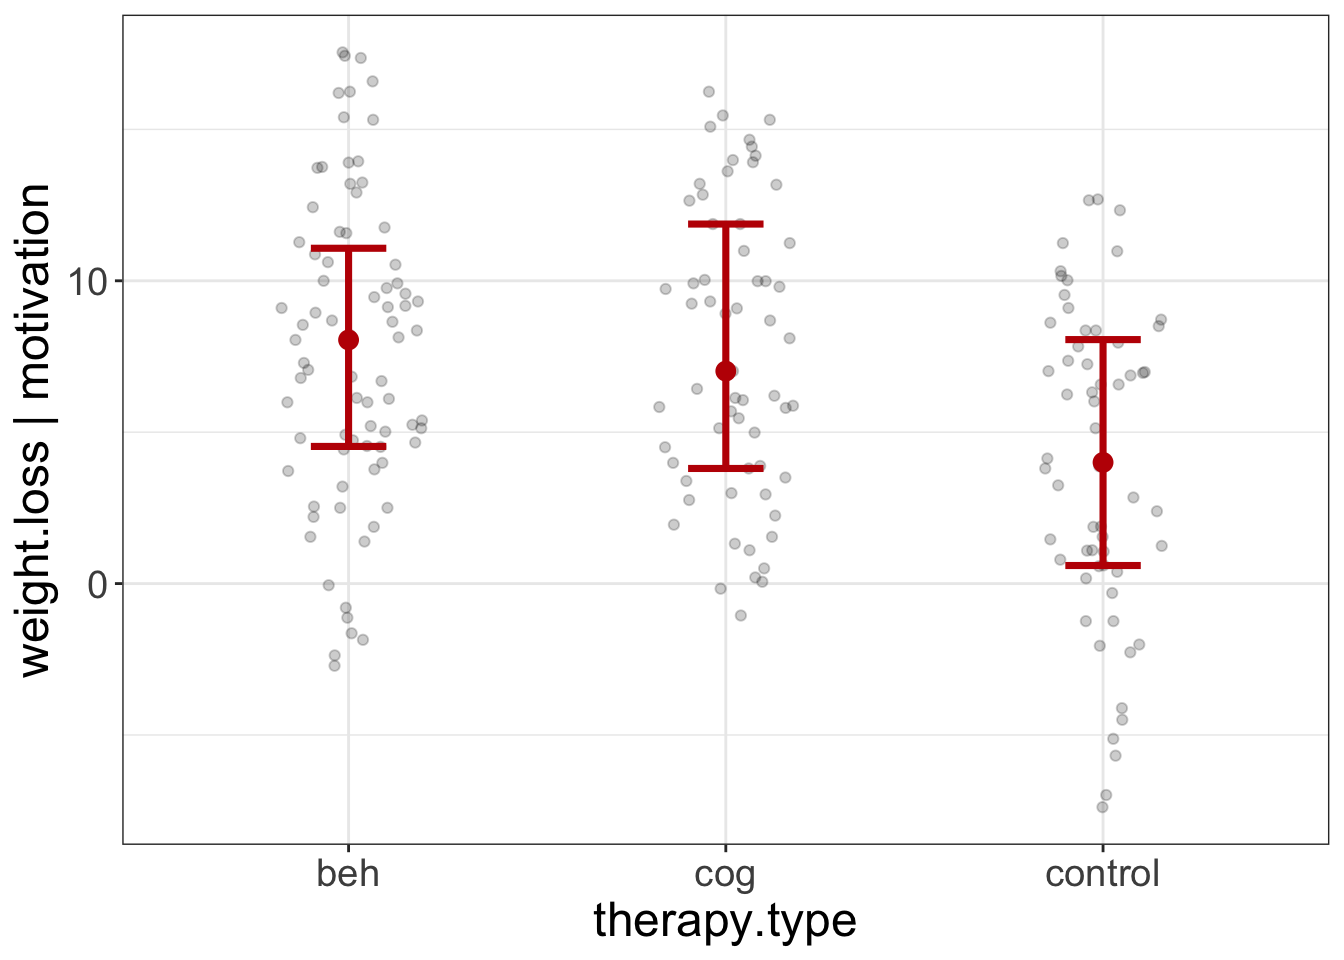 weight.loss | motivation
10
0
beh
cog
control
therapy.type